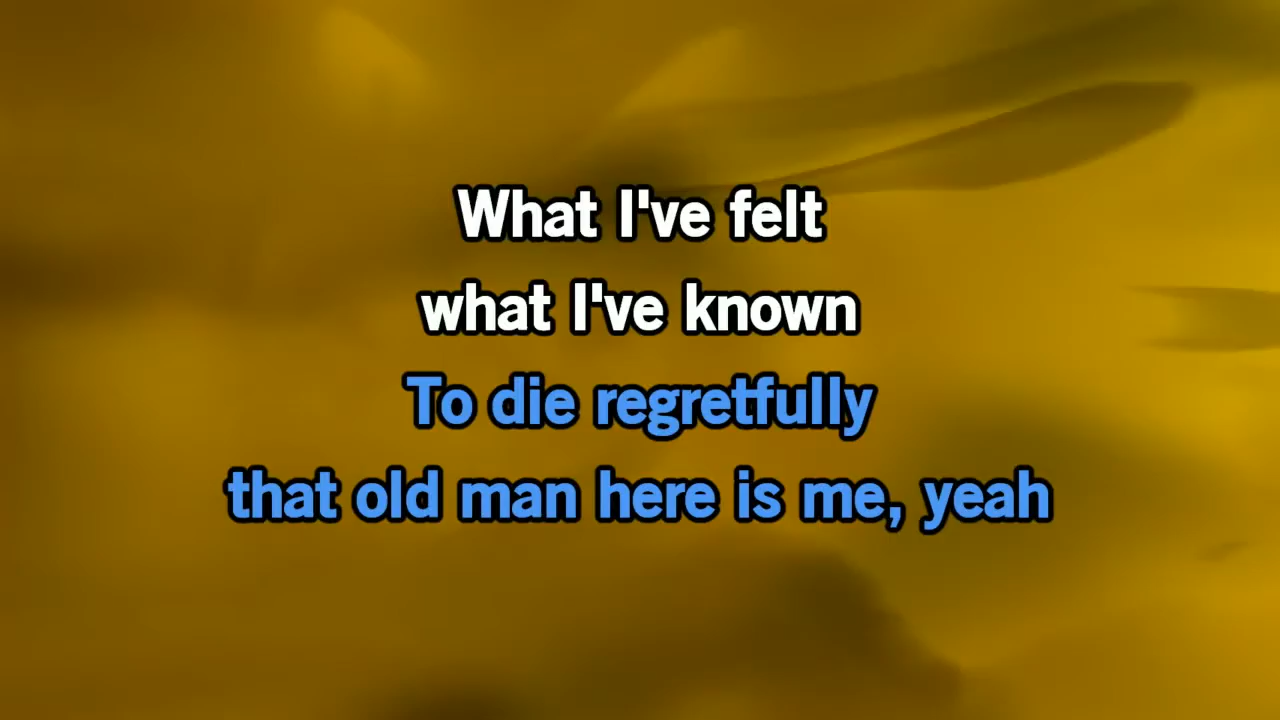 What I've felt
what I've known
To die regretfully
that old man here is me, yeah